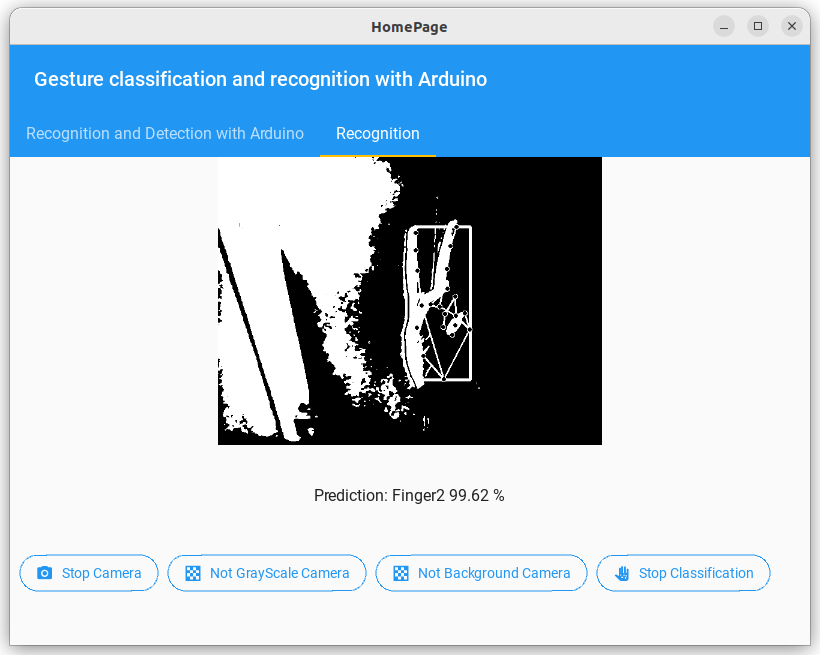 HomePage
Gesture classification and recognition with Arduino
Recognition and Detection with Arduino Recognition
Prediction: Finger2 99.62 %
Stop Camera Not GrayScale Camera Not Background Camera Stop Classification